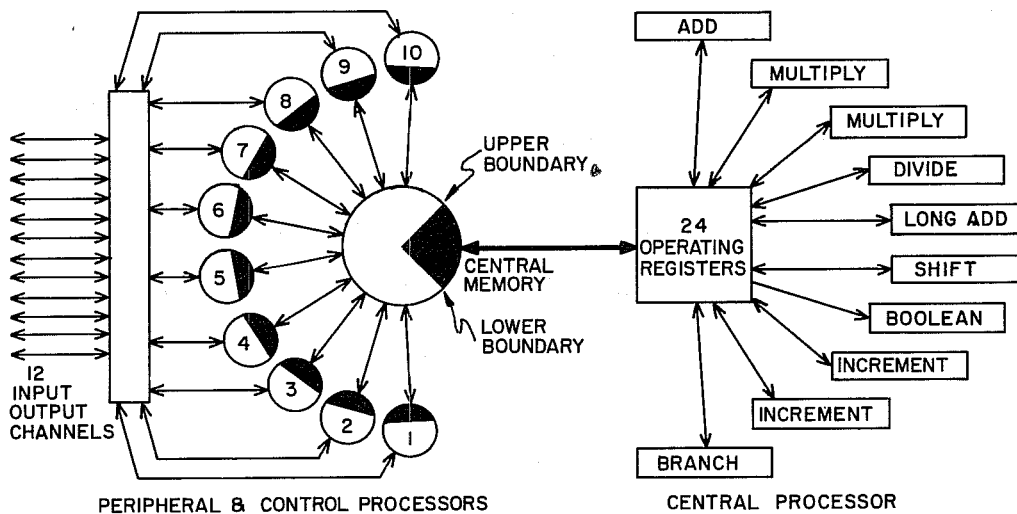 10
9
8
7
6
5
4
3
2
1
12
INPUT
OUTPUT
CHANNELS
UPPER
BOUNDARY
CENTRAL
MEMORY
LOWER
BOUNDARY
PERIPHERAL & CONTROL PROCESSORS
24
OPERATING
REGISTERS
ADD
MULTIPLY
MULTIPLY
DIVIDE
LONG ADD
SHIFT
BOOLEAN
INCREMENT
INCREMENT
BRANCH
CENTRAL PROCESSOR